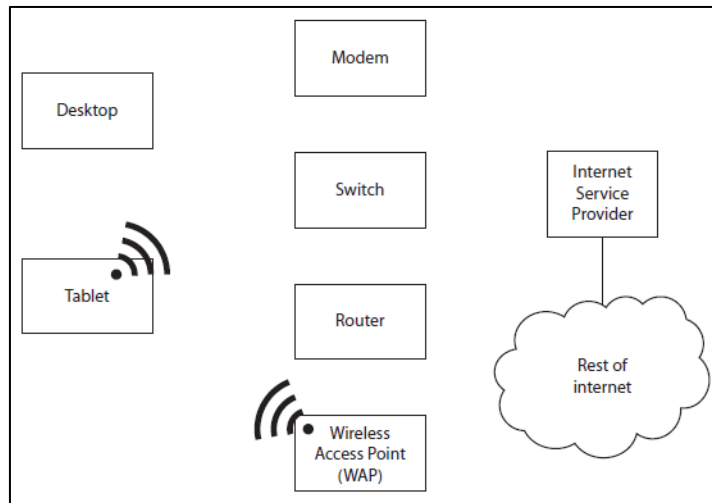 Modem
Desktop
Switch
Internet
Service
Provider
Tablet
Router
Rest of
internet
Wireless
Access Point
(WAP)